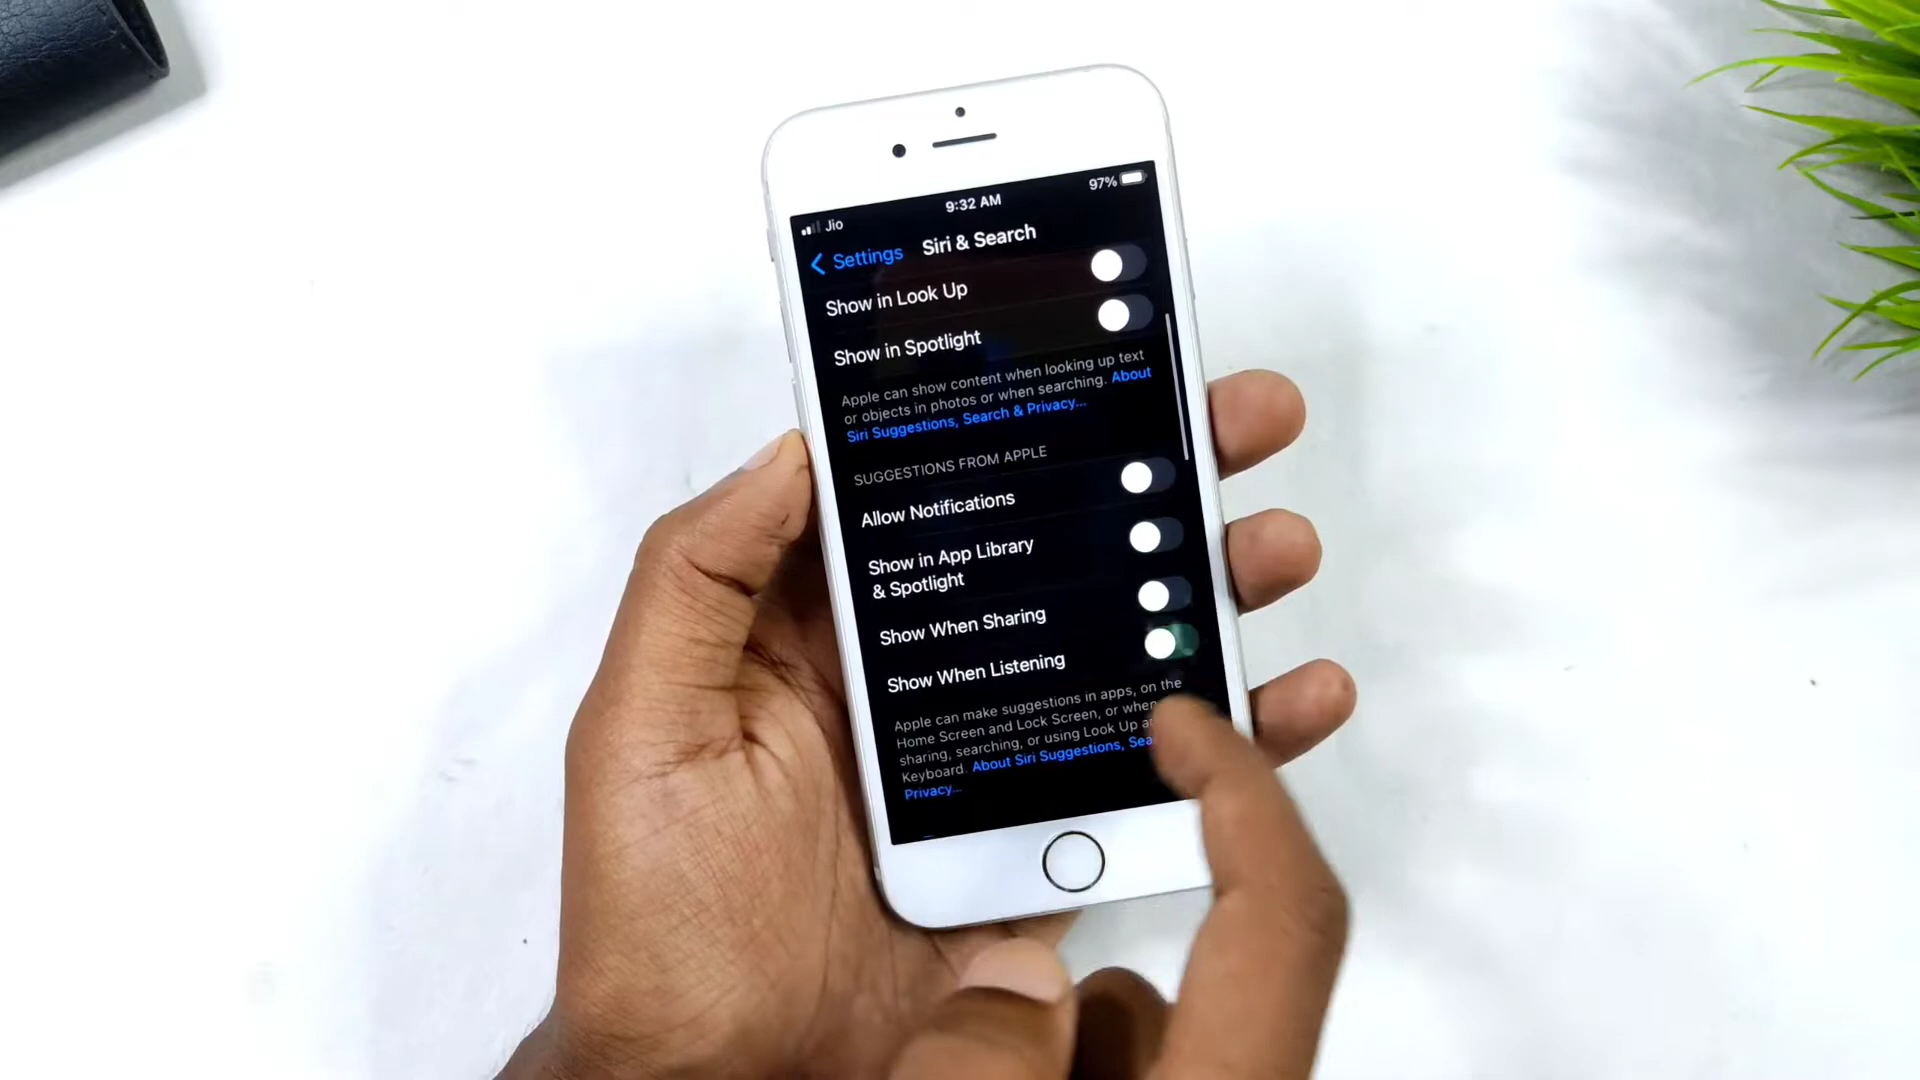 Jio
9:32 AM
97%
Settings
Siri & Search
Show in Look Up
Show in Spotlight
Apple can show content when looking up text
or objects in photos or when searching. About
Siri Suggestions, Search & Privacy...
SUGGESTIONS FROM APPLE
Allow Notifications
Show in App Library
& Spotlight
Show When Sharing
Show When Listening
Apple can make suggestions in apps, on the
Home Screen and Lock Screen, or when
sharing, searching, or using Look Up
Keyboard. About Siri Suggestions,
Privacy...